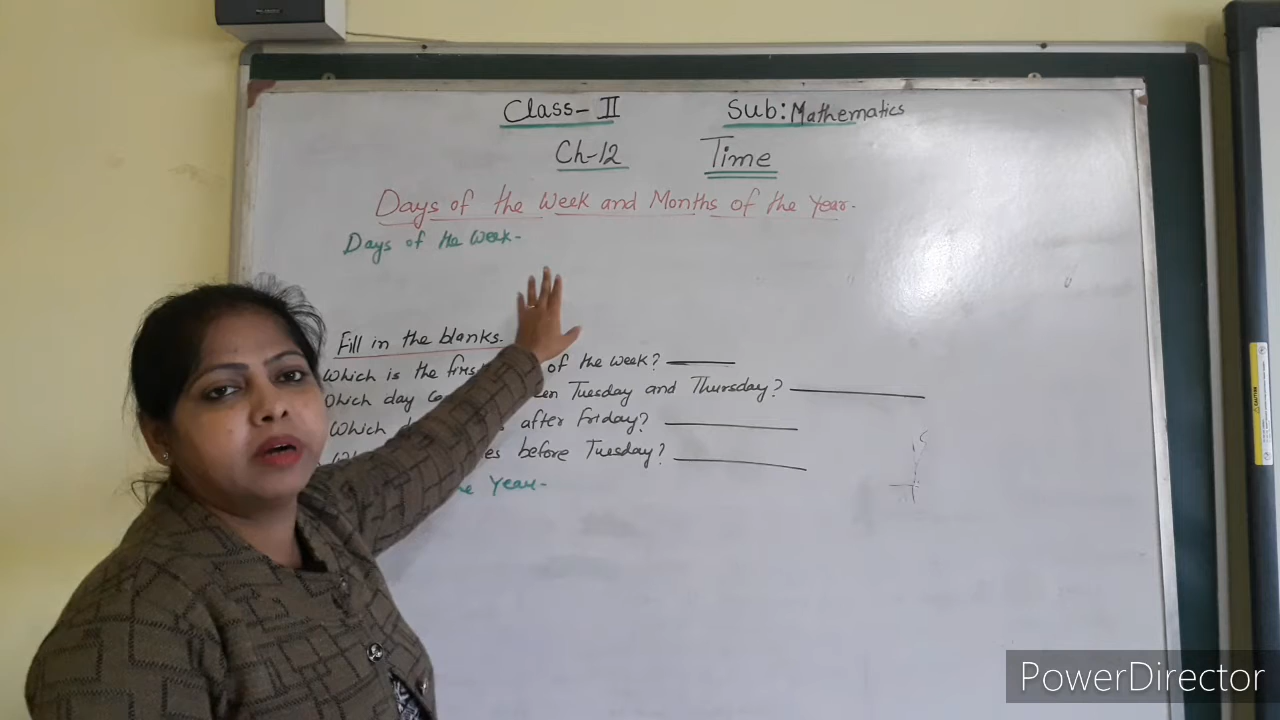 Class-II Sub: Mathematics
Ch-12 Time
Days of the Week and Months of the Year.
Days of the Week-
Fill in the blanks.
Which is the first of the week?
Which day Tuesday and Thursday?
Which after Friday?
before Tuesday?
Year-
CAUTION
PowerDirector